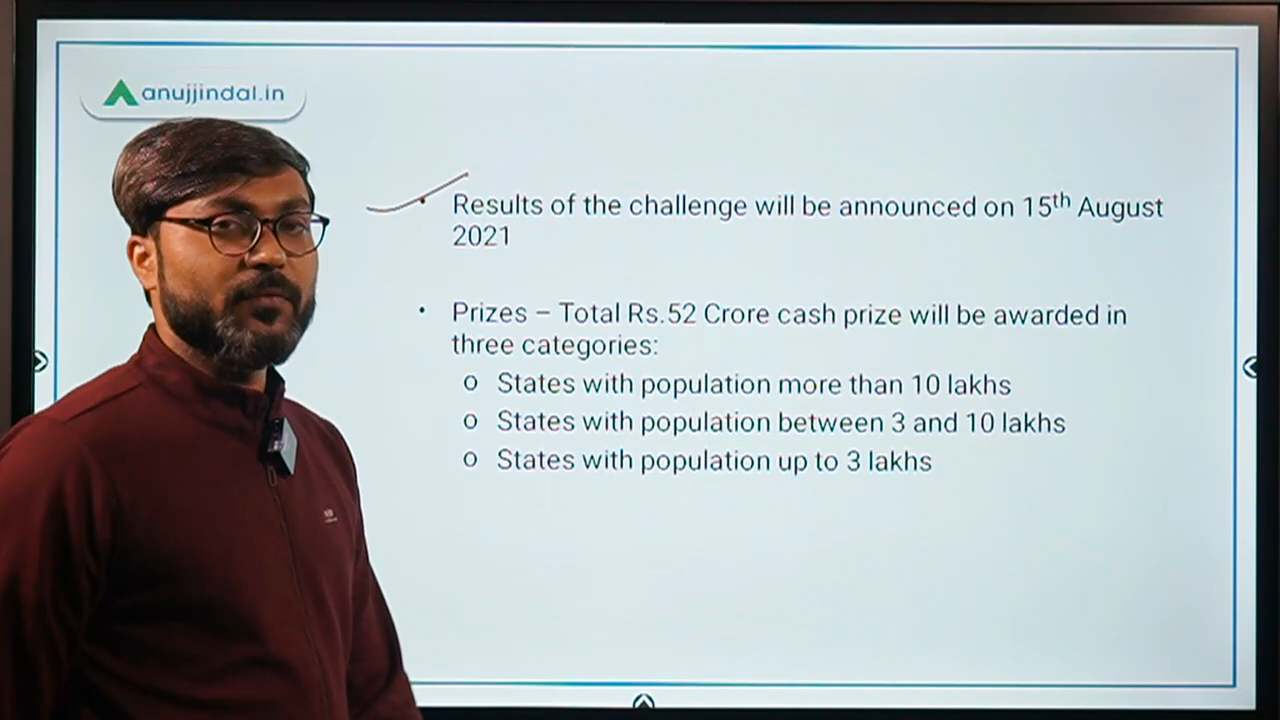 anujjindal.in
• Results of the challenge will be announced on 15th August
2021
• Prizes – Total Rs.52 Crore cash prize will be awarded in
three categories:
o States with population more than 10 lakhs
o States with population between 3 and 10 lakhs
o States with population up to 3 lakhs